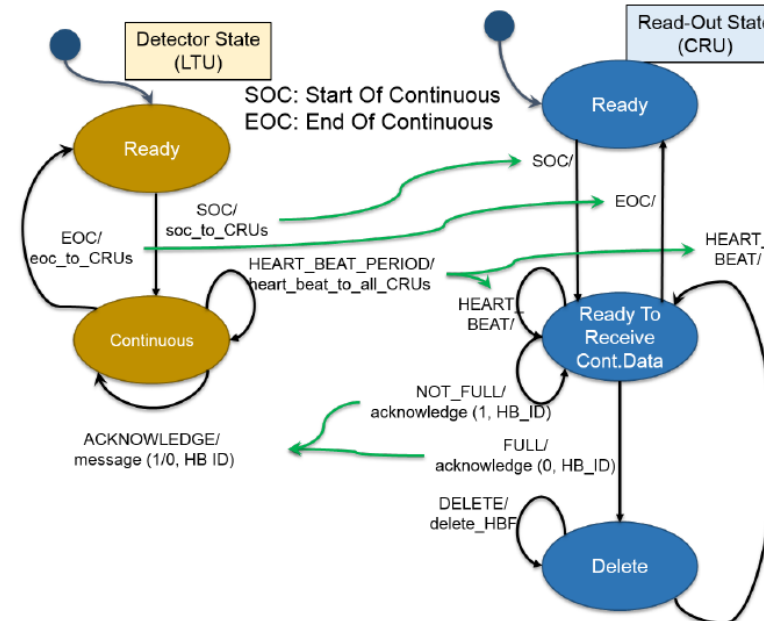 Detector State
(LTU)
Read-Out State
(CRU)
SOC: Start Of Continuous
EOC: End Of Continuous
Ready
Ready
SOC/
SOC/
soc_to_CRUs
EOC/
EOC/
eoc_to_CRUs
HEART_BEAT_PERIOD/
heart_beat_to_all_CRUs
HEART_
BEAT/
HEART_
BEAT/
Continuous
Ready To
Receive
Cont.Data
NOT_FULL/
acknowledge (1, HB_ID)
ACKNOWLEDGE/
message (1/0, HB ID)
FULL/
acknowledge (0, HB_ID)
DELETE/
delete_HBF
Delete